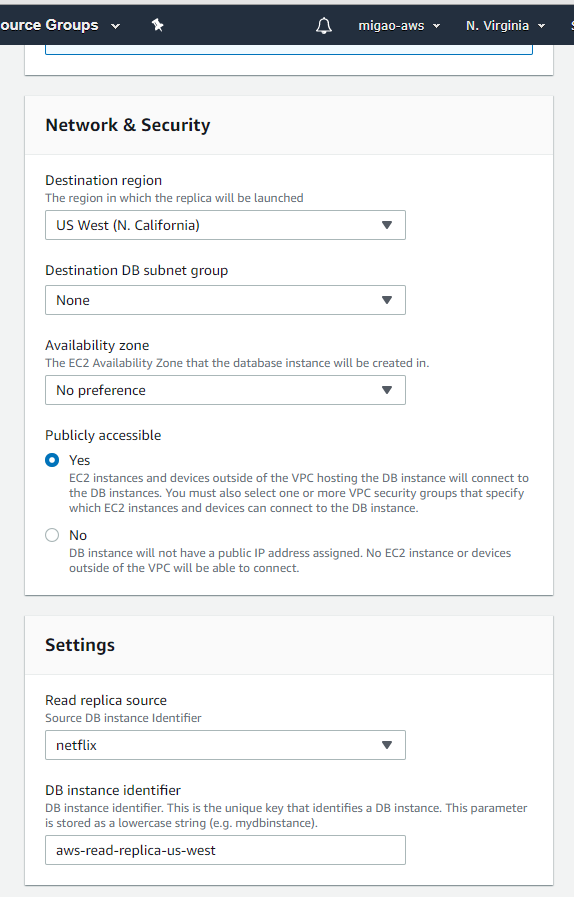 ource Groups migao-aws N. Virginia
Network & Security
Destination region
The region in which the replica will be launched
US West (N. California)
Destination DB subnet group
None
Availability zone
The EC2 Availability Zone that the database instance will be created in.
No preference
Publicly accessible
Yes
EC2 instances and devices outside of the VPC hosting the DB instance will connect to
the DB instances. You must also select one or more VPC security groups that specify
which EC2 instances and devices can connect to the DB instance.
No
DB instance will not have a public IP address assigned. No EC2 instance or devices
outside of the VPC will be able to connect.
Settings
Read replica source
Source DB instance Identifier
netflix
DB instance identifier
DB instance identifier. This is the unique key that identifies a DB instance. This parameter
is stored as a lowercase string (e.g. mydbinstance).
aws-read-replica-us-west